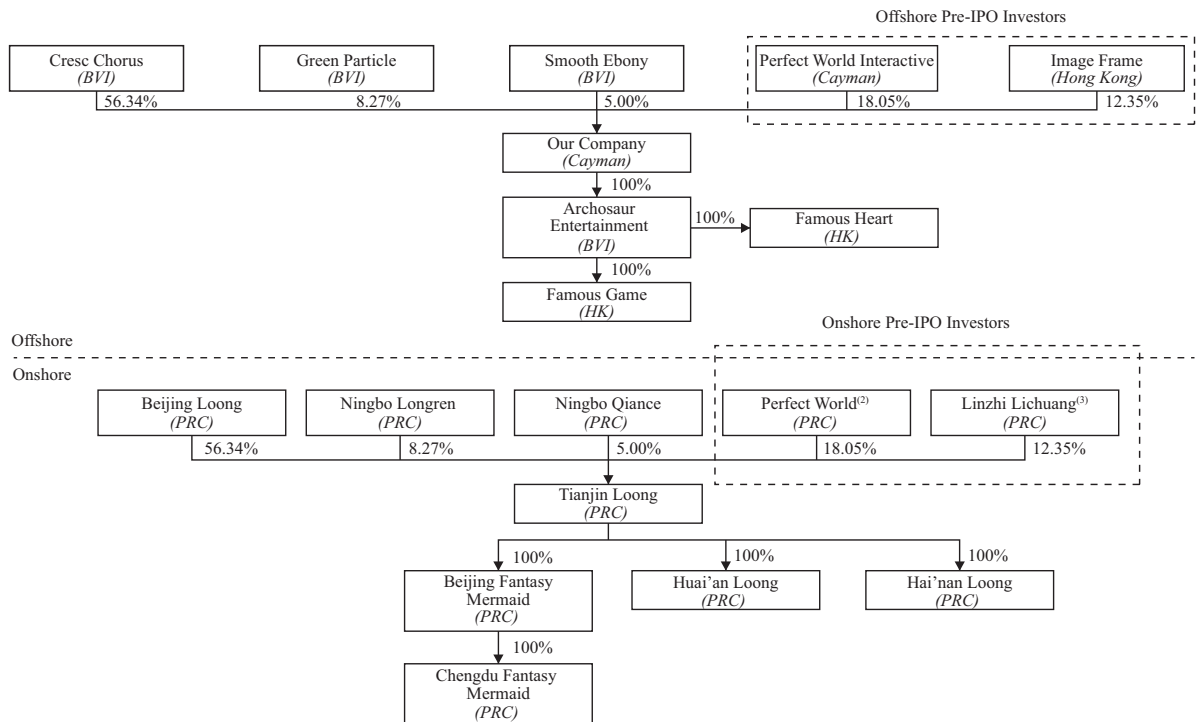 Offshore Pre-IPO Investors
Cresc Chorus
(BVI)
Green Particle
(BVI)
Smooth Ebony
(BVI)
Perfect World Interactive
(Cayman)
Image Frame
(Hong Kong)
56.34%
8.27%
5.00%
18.05%
12.35%
Our Company
(Cayman)
100%
Archosaur
Entertainment
(BVI)
100%
Famous Heart
(HK)
100%
Famous Game
(HK)
Offshore
Onshore Pre-IPO Investors
Onshore
Beijing Loong
(PRC)
Ningbo Longren
(PRC)
Ningbo Qiance
(PRC)
Perfect World(2)
(PRC)
Linzhi Lichuang(3)
(PRC)
56.34%
8.27%
5.00%
18.05%
12.35%
Tianjin Loong
(PRC)
100%
100%
100%
Beijing Fantasy
Mermaid
(PRC)
Huai’an Loong
(PRC)
Hai’nan Loong
(PRC)
100%
Chengdu Fantasy
Mermaid
(PRC)